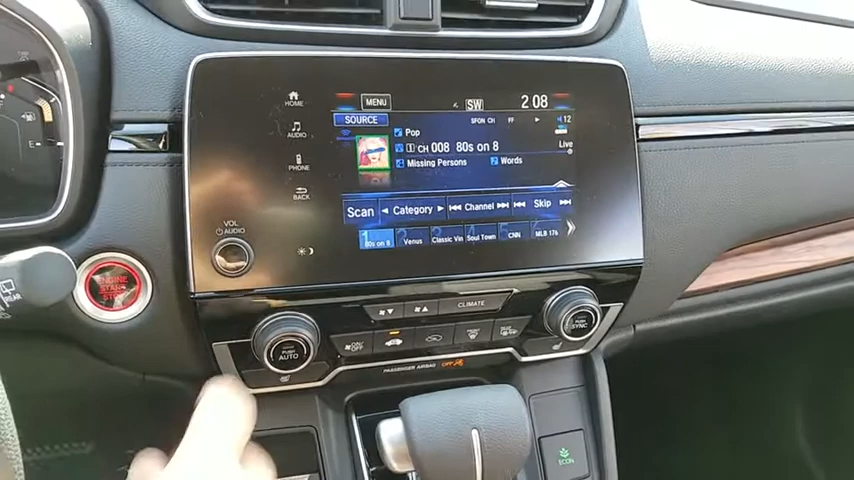 HOME
AUDIO
PHONE
BACK
VOL
AUDIO
MENU
SW
2:08
SOURCE
SPON CH FF
12
Pop
1 CH 008 80s on 8
Live
Missing Persons
Words
Scan
Category
Channel
Skip
1
80s on 8
2
Venus
3
Classic Vin
4
Soul Town
5
CNN
6
MLB 176
ENGINE
START
STOP
CLIMATE
PUSH
AUTO
ON
OFF
PUSH
SYNC
PASSENGER AIRBAG OFF
ECON